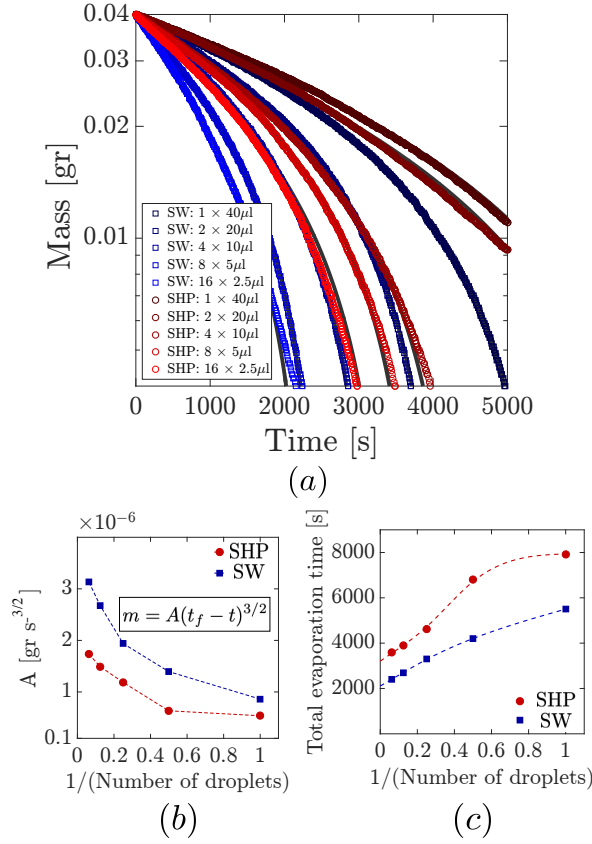 0.04
0.03
0.02
0.01
Mass [gr]
SW: 1 × 40μl
SW: 2 × 20μl
SW: 4 × 10μl
SW: 8 × 5μl
SW: 16 × 2.5μl
SHP: 1 × 40μl
SHP: 2 × 20μl
SHP: 4 × 10μl
SHP: 8 × 5μl
SHP: 16 × 2.5μl
0 1000 2000 3000 4000 5000
Time [s]
(a)
×10⁻⁶
SHP
SW
m = A(t_f − t)^{3/2}
3
2
1
0.1
A [gr s^{-3/2}]
0 0.2 0.4 0.6 0.8 1
1/(Number of droplets)
(b)
Total evaporation time [s]
8000
6000
4000
2000
SHP
SW
0 0.2 0.4 0.6 0.8 1
1/(Number of droplets)
(c)